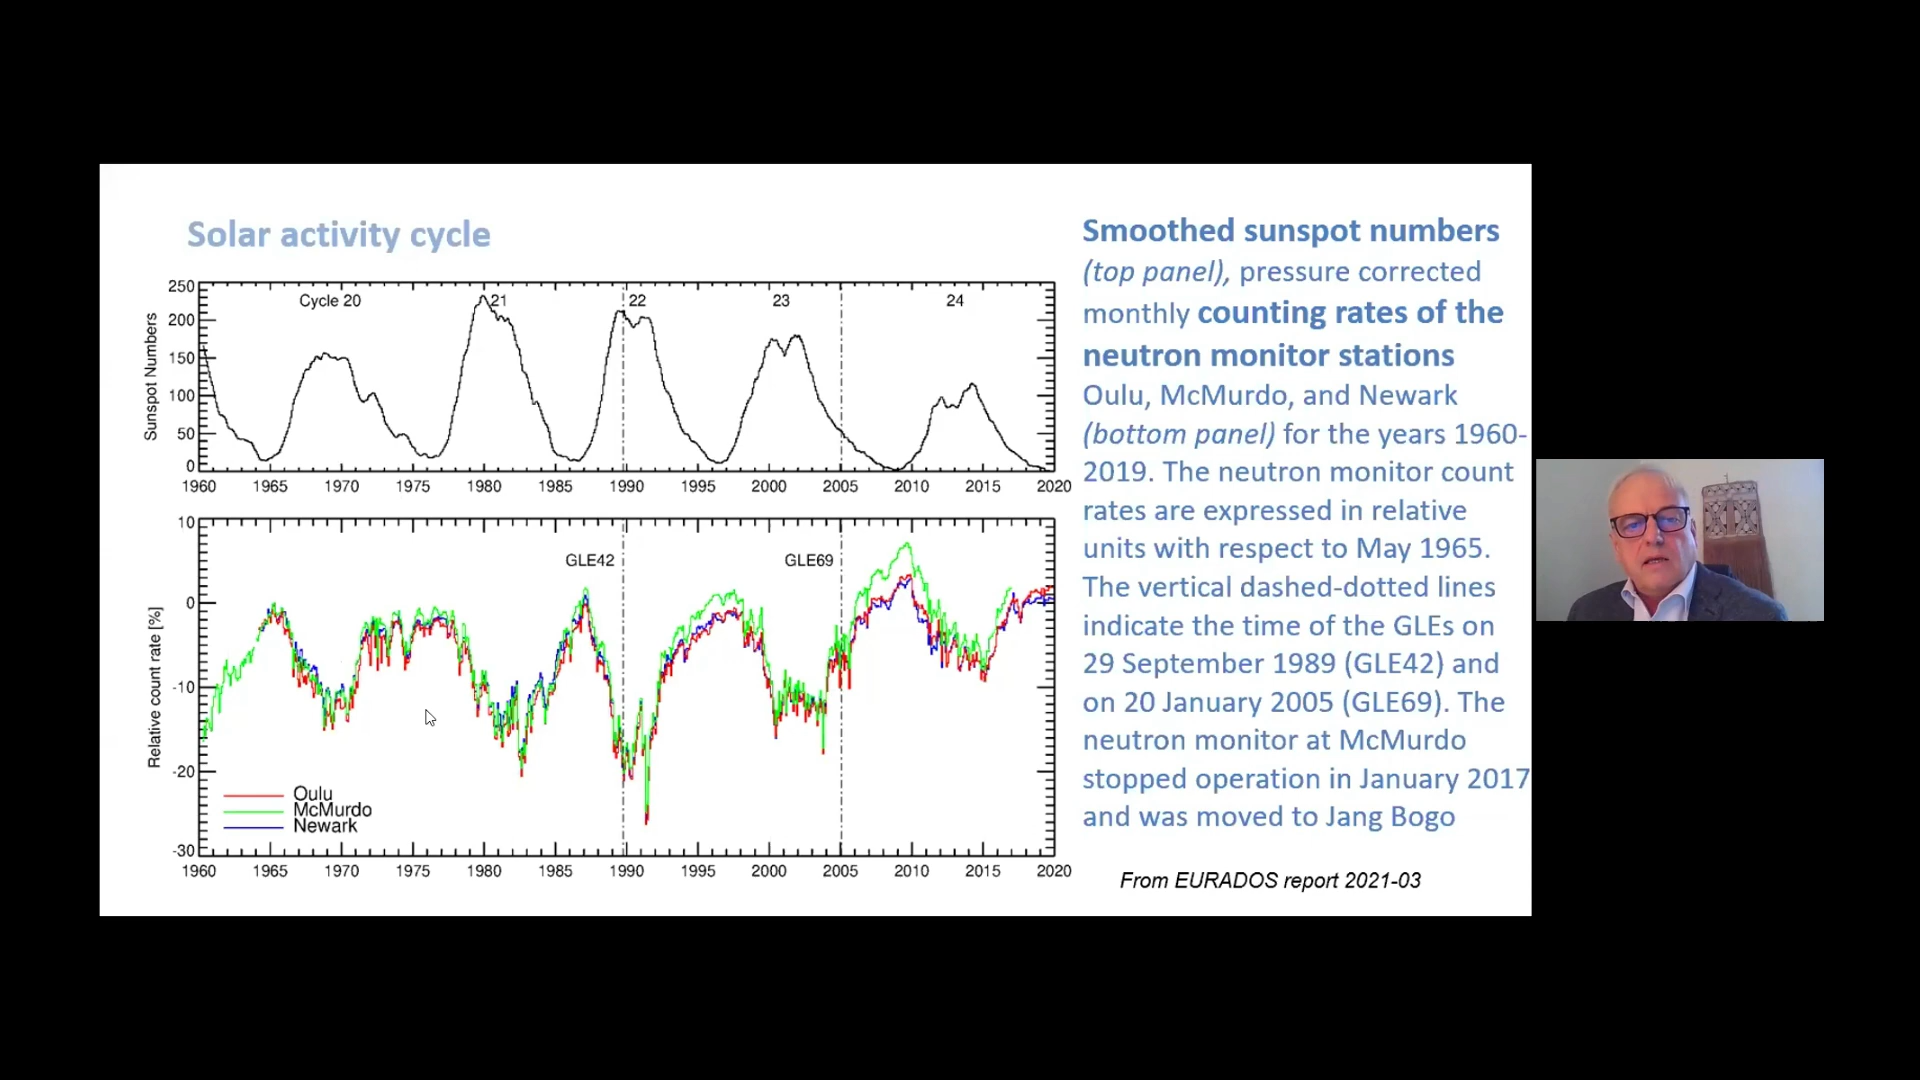 Solar activity cycle
250
200
150
100
50
0
Sunspot Numbers
Cycle 20
21
22
23
24
1960 1965 1970 1975 1980 1985 1990 1995 2000 2005 2010 2015 2020
10
0
-10
-20
-30
Relative count rate [%]
GLE42
GLE69
Oulu
McMurdo
Newark
1960 1965 1970 1975 1980 1985 1990 1995 2000 2005 2010 2015 2020
Smoothed sunspot numbers
(top panel), pressure corrected
monthly counting rates of the
neutron monitor stations
Oulu, McMurdo, and Newark
(bottom panel) for the years 1960-
2019. The neutron monitor count
rates are expressed in relative
units with respect to May 1965.
The vertical dashed-dotted lines
indicate the time of the GLEs on
29 September 1989 (GLE42) and
on 20 January 2005 (GLE69). The
neutron monitor at McMurdo
stopped operation in January 2017
and was moved to Jang Bogo
From EURADOS report 2021-03